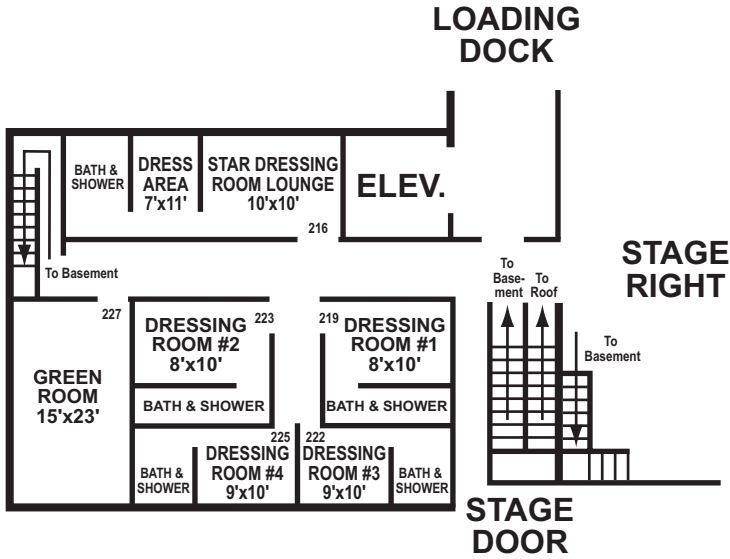 LOADING
DOCK
BATH &
SHOWER
DRESS
AREA
7'x11'
STAR DRESSING
ROOM LOUNGE
10'x10'
ELEV.
216
To Basement
To
Base-
ment
To
Roof
STAGE
RIGHT
To
Basement
227
DRESSING
ROOM #2
8'x10'
223
219
DRESSING
ROOM #1
8'x10'
GREEN
ROOM
15'x23'
BATH & SHOWER
BATH & SHOWER
225
222
BATH &
SHOWER
DRESSING
ROOM #4
9'x10'
DRESSING
ROOM #3
9'x10'
BATH &
SHOWER
STAGE
DOOR